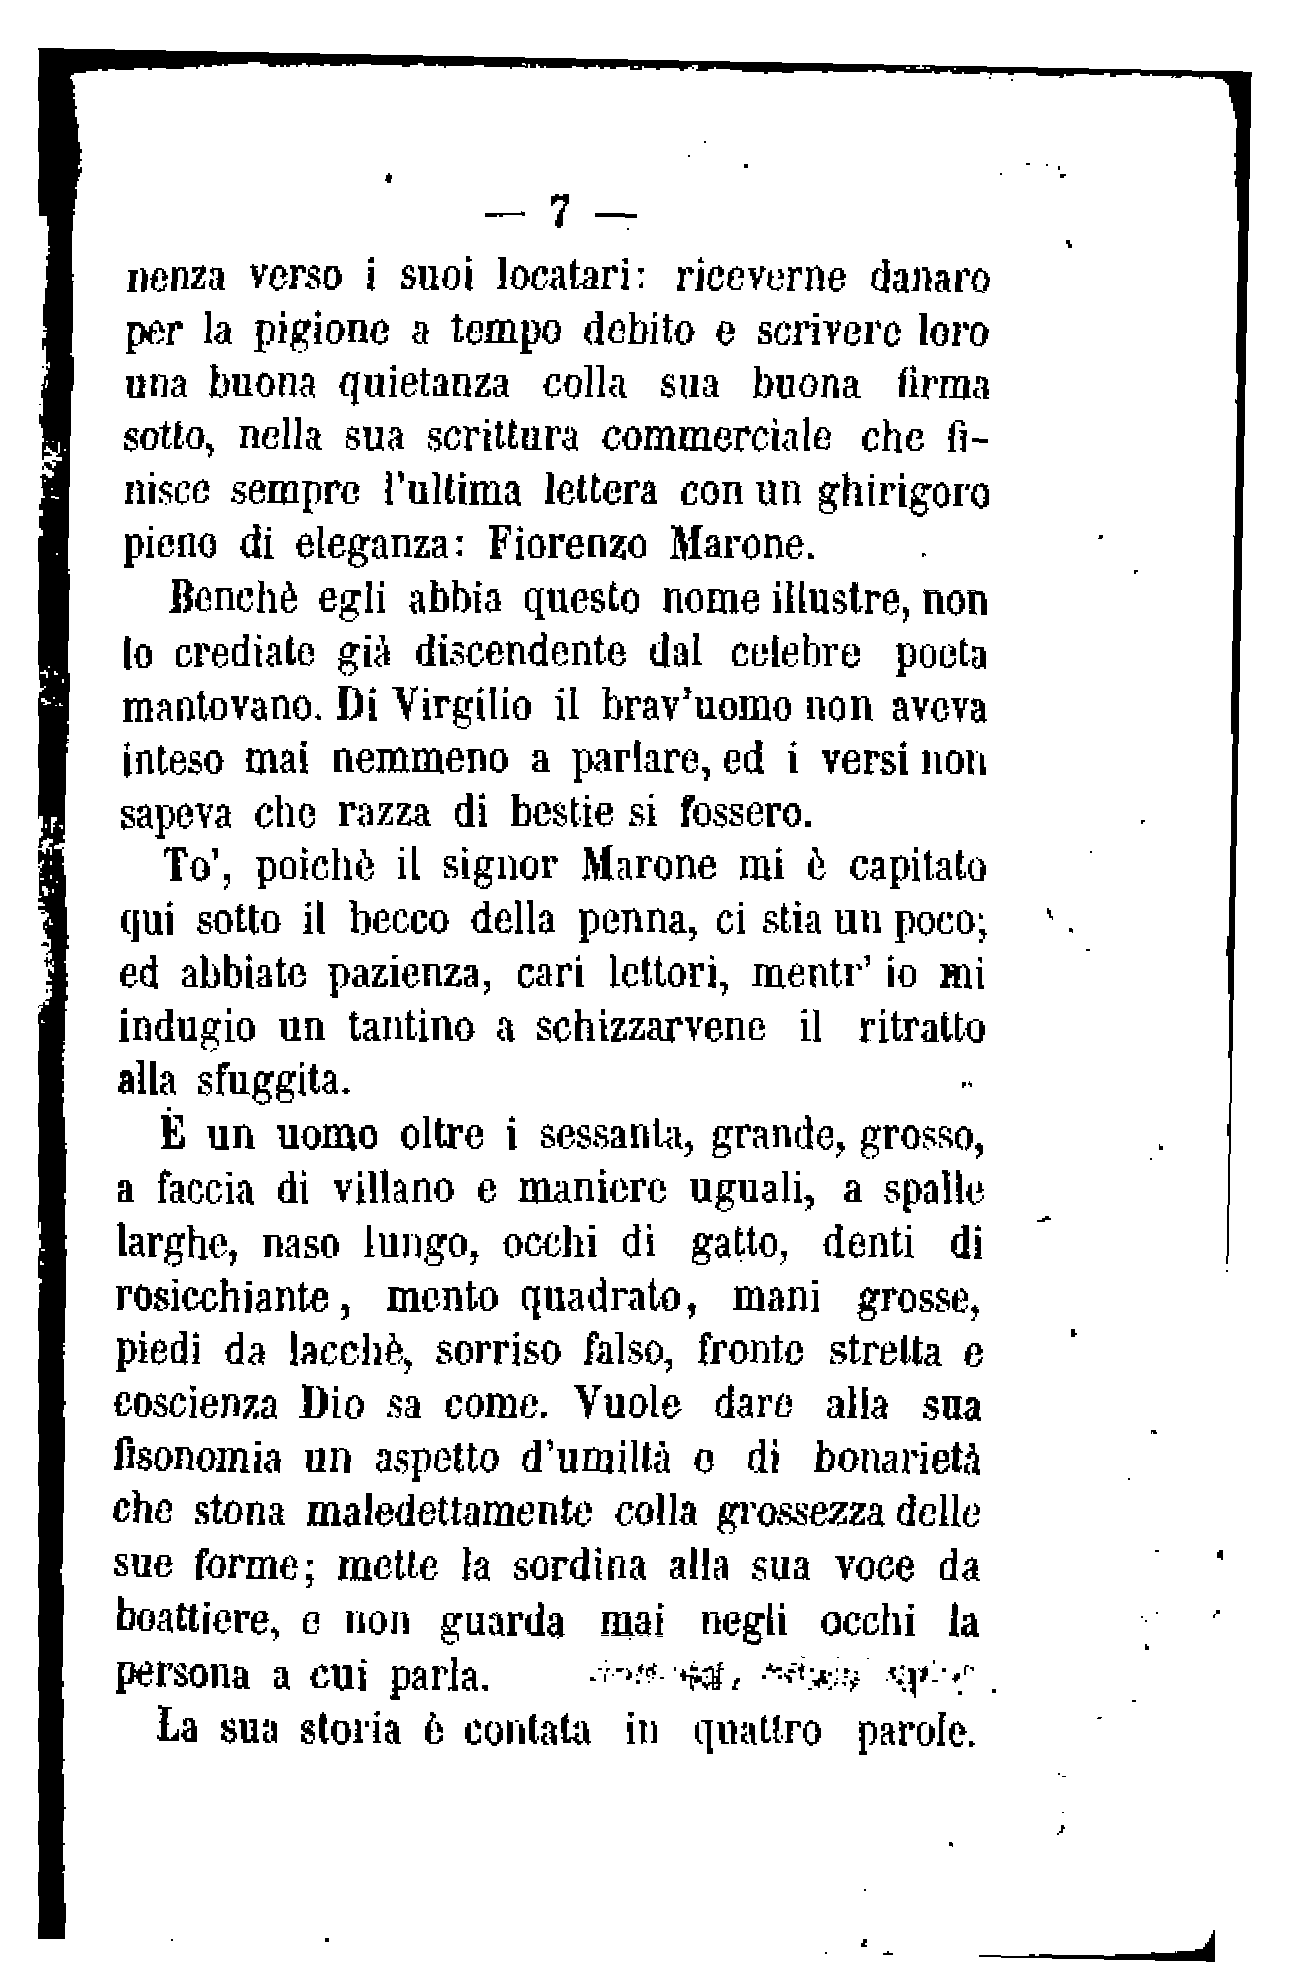 — 7 —
nenza verso i suoi locatari: riceverne danaro
per la pigione a tempo debito e scrivere loro
una buona quietanza colla sua buona firma
sotto, nella sua scrittura commerciale che fi-
nisce sempre l'ultima lettera con un ghirigoro
pieno di eleganza: Fiorenzo Marone.
Benchè egli abbia questo nome illustre, non
lo crediate già discendente dal celebre poeta
mantovano. Di Virgilio il brav'uomo non aveva
inteso mai nemmeno a parlare, ed i versi non
sapeva che razza di bestie si fossero.
To', poichè il signor Marone mi è capitato
qui sotto il becco della penna, ci stia un poco;
ed abbiate pazienza, cari lettori, mentr' io mi
indugio un tantino a schizzarvene il ritratto
alla sfuggita.
È un uomo oltre i sessanta, grande, grosso,
a faccia di villano e maniere uguali, a spalle
larghe, naso lungo, occhi di gatto, denti di
rosicchiante, mento quadrato, mani grosse,
piedi da lacchè, sorriso falso, fronte stretta e
coscienza Dio sa come. Vuole dare alla sua
fisonomia un aspetto d'umiltà e di bonarietà
che stona maledettamente colla grossezza delle
sue forme; mette la sordina alla sua voce da
boattiere, e non guarda mai negli occhi la
persona a cui parla.
La sua storia è contata in quattro parole.